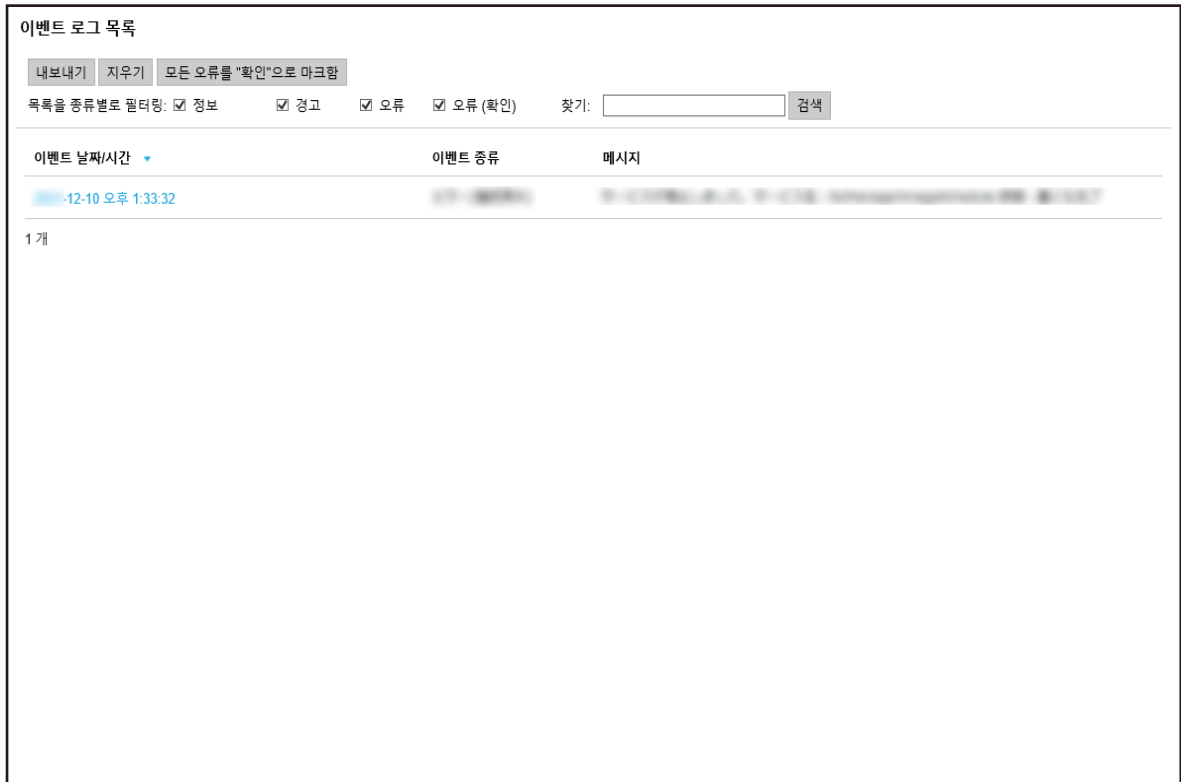 이벤트 로그 목록
내보내기 지우기 모든 오류를 "확인"으로 마크함
목록을 종류별로 필터링: 정보 경고 오류 오류 (확인) 찾기: 검색
이벤트 날짜/시간 이벤트 종류 메시지
-12-10 오후 1:33:32
1 개